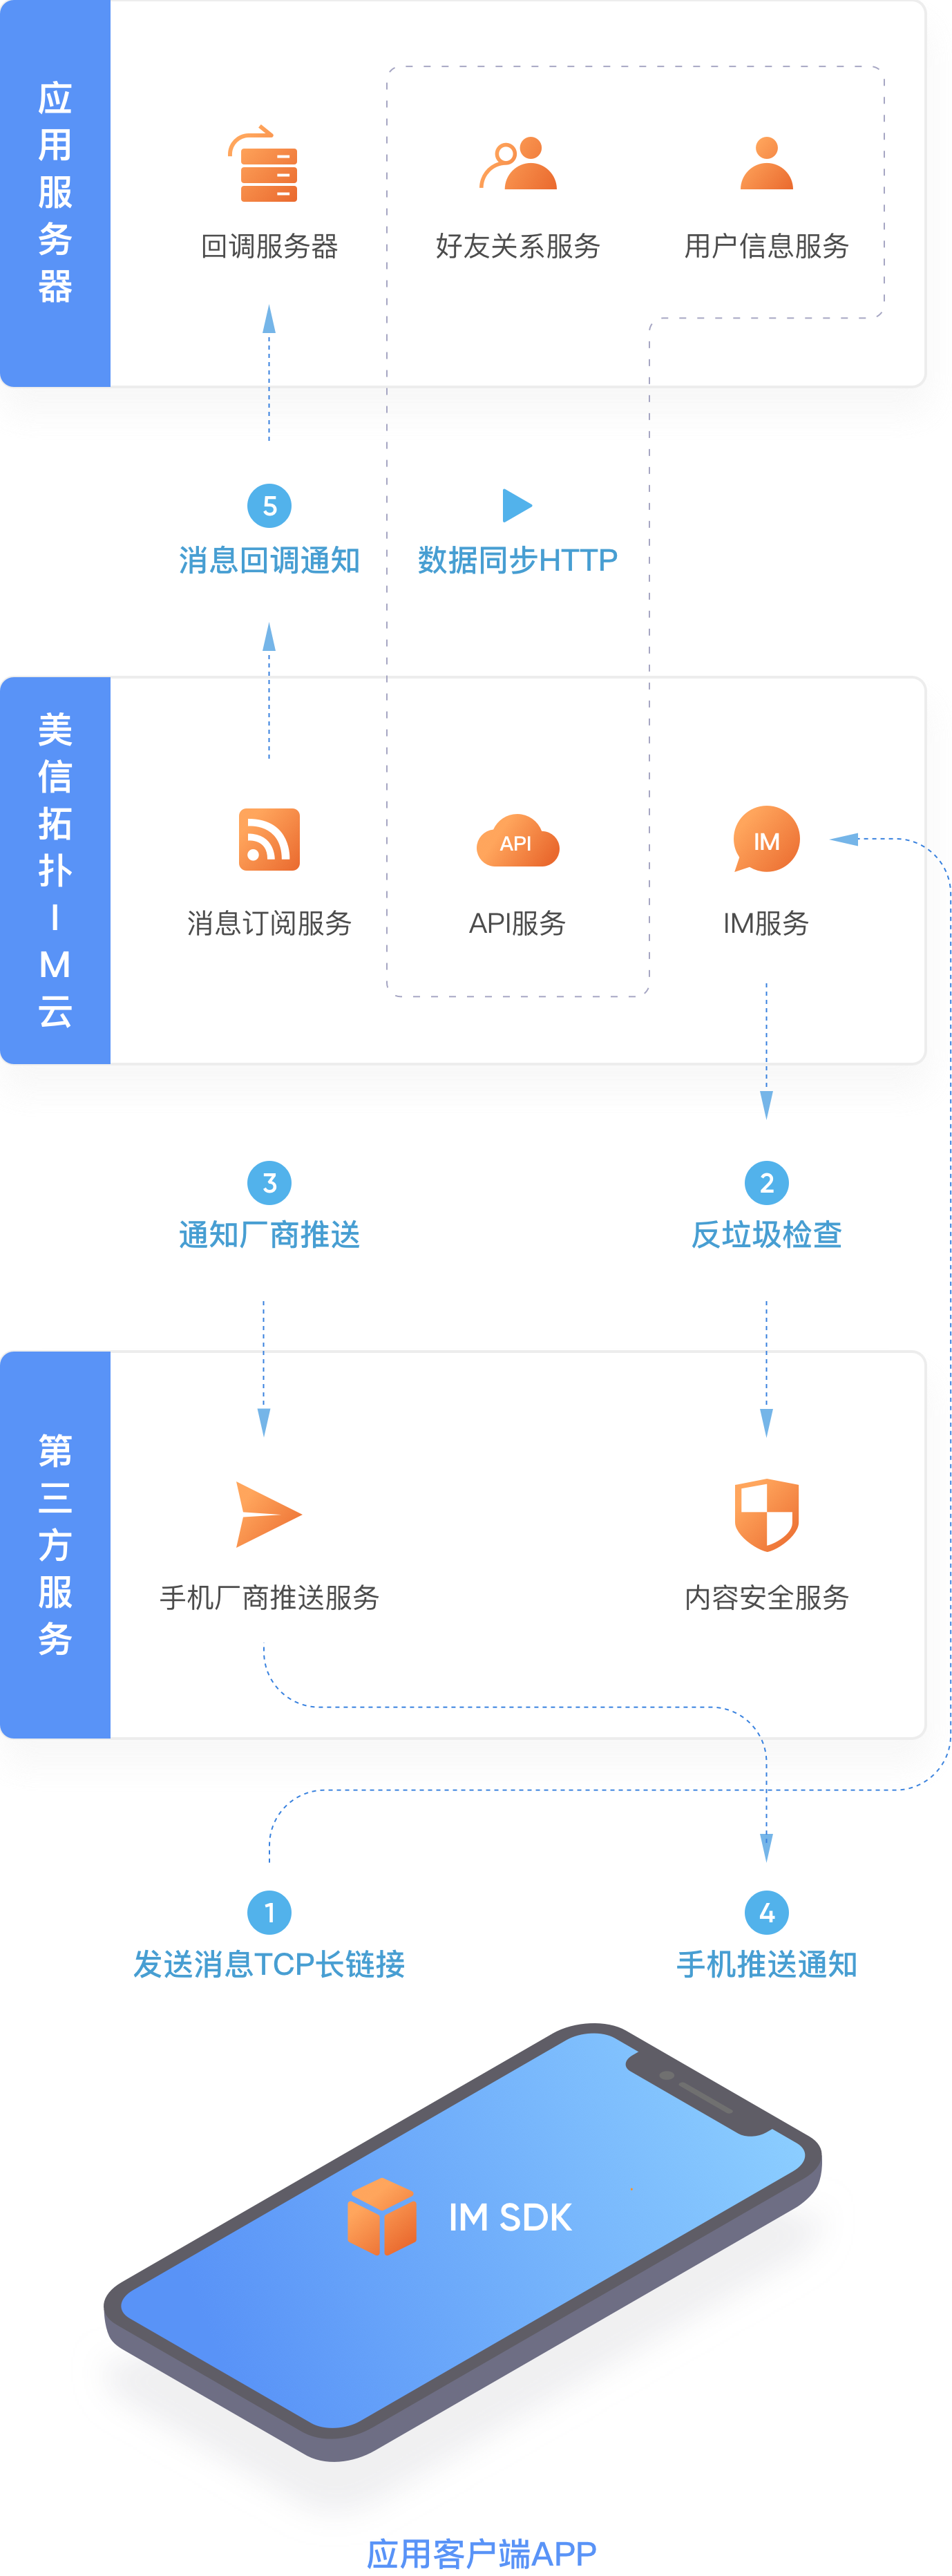 应用服务器
回调服务器
好友关系服务
用户信息服务
5
消息回调通知
数据同步HTTP
美信拓扑IM云
API
IM
消息订阅服务
API服务
IM服务
3
通知厂商推送
2
反垃圾检查
第三方服务
手机厂商推送服务
内容安全服务
1
发送消息TCP长链接
4
手机推送通知
IM SDK
应用客户端APP